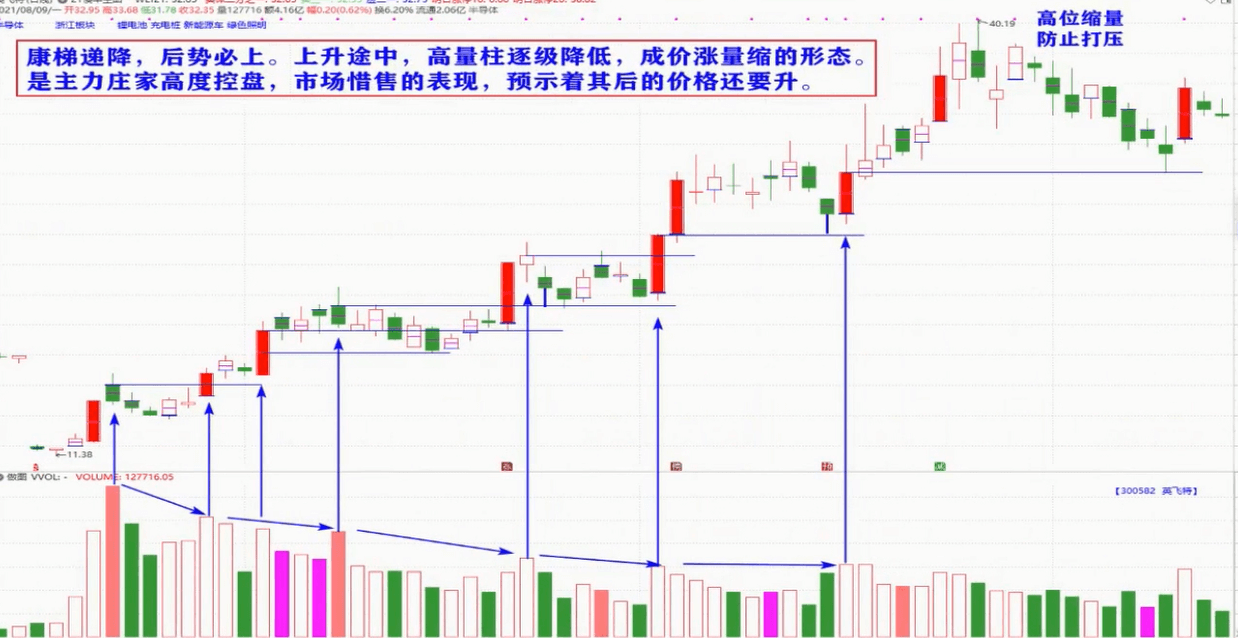 2021/08/09/一 开32.95 高33.68 低31.78 收32.35 量127716 额4.16亿 幅0.20(0.62%) 换6.20% 流通2.06亿 半导体
半导体 浙江板块 锂电池 充电桩 新能源车 绿色照明
40.19
高位缩量
防止打压
康梯递降，后势必上。上升途中，高量柱逐级降低，成价涨量缩的形态。
是主力庄家高度控盘，市场惜售的表现，预示着其后的价格还要升。
11.38
做图 VVOL: - VOLUME: 127716.05
【300582 英飞特】